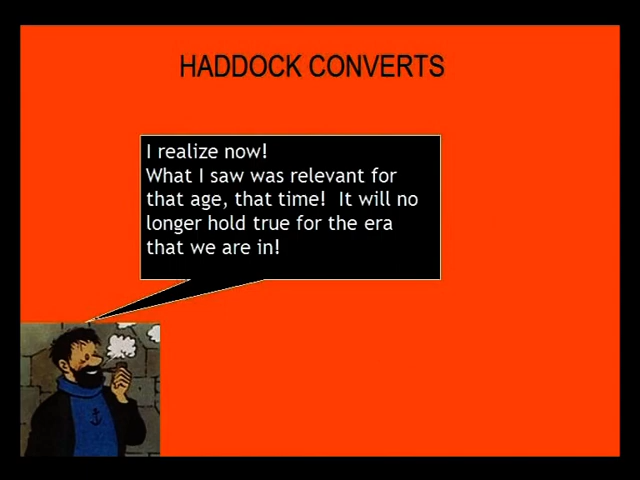 HADDOCK CONVERTS
I realize now!
What I saw was relevant for
that age, that time!  It will no
longer hold true for the era
that we are in!